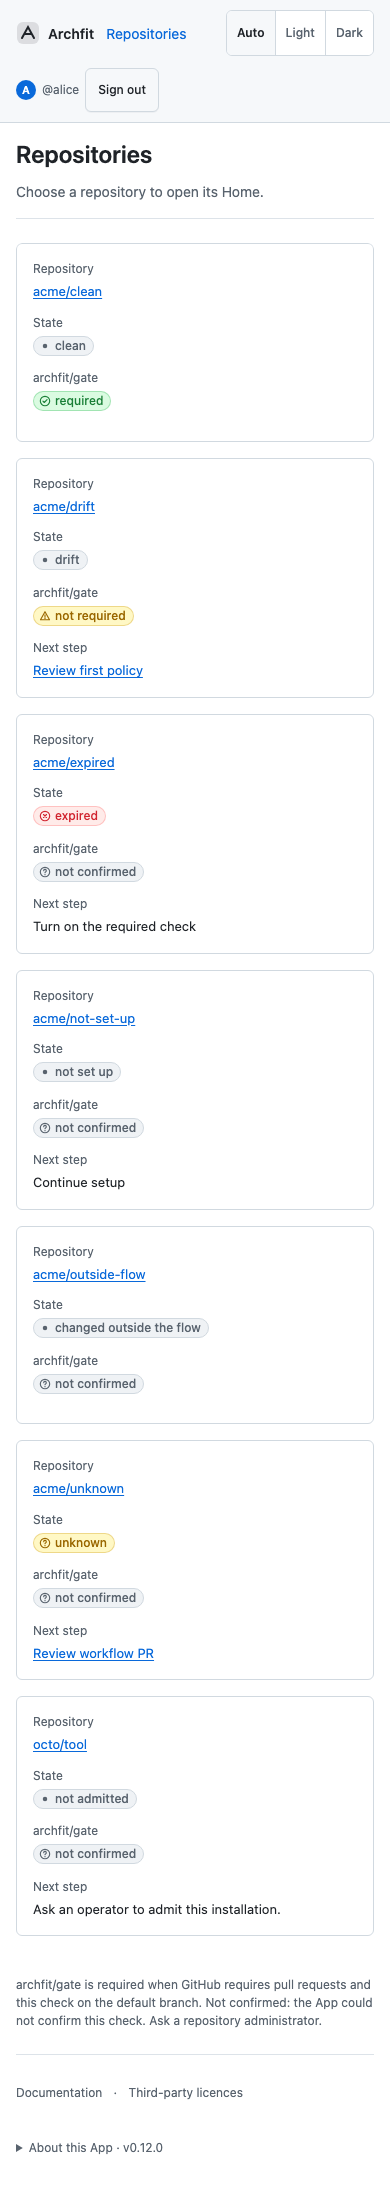 Archfit Repositories Auto Light Dark
A @alice Sign out
Repositories
Choose a repository to open its Home.
Repository
acme/clean
State
clean
archfit/gate
required
Repository
acme/drift
State
drift
archfit/gate
not required
Next step
Review first policy
Repository
acme/expired
State
expired
archfit/gate
not confirmed
Next step
Turn on the required check
Repository
acme/not-set-up
State
not set up
archfit/gate
not confirmed
Next step
Continue setup
Repository
acme/outside-flow
State
changed outside the flow
archfit/gate
not confirmed
Repository
acme/unknown
State
unknown
archfit/gate
not confirmed
Next step
Review workflow PR
Repository
octo/tool
State
not admitted
archfit/gate
not confirmed
Next step
Ask an operator to admit this installation.
archfit/gate is required when GitHub requires pull requests and
this check on the default branch. Not confirmed: the App could
not confirm this check. Ask a repository administrator.
Documentation · Third-party licences
About this App · v0.12.0